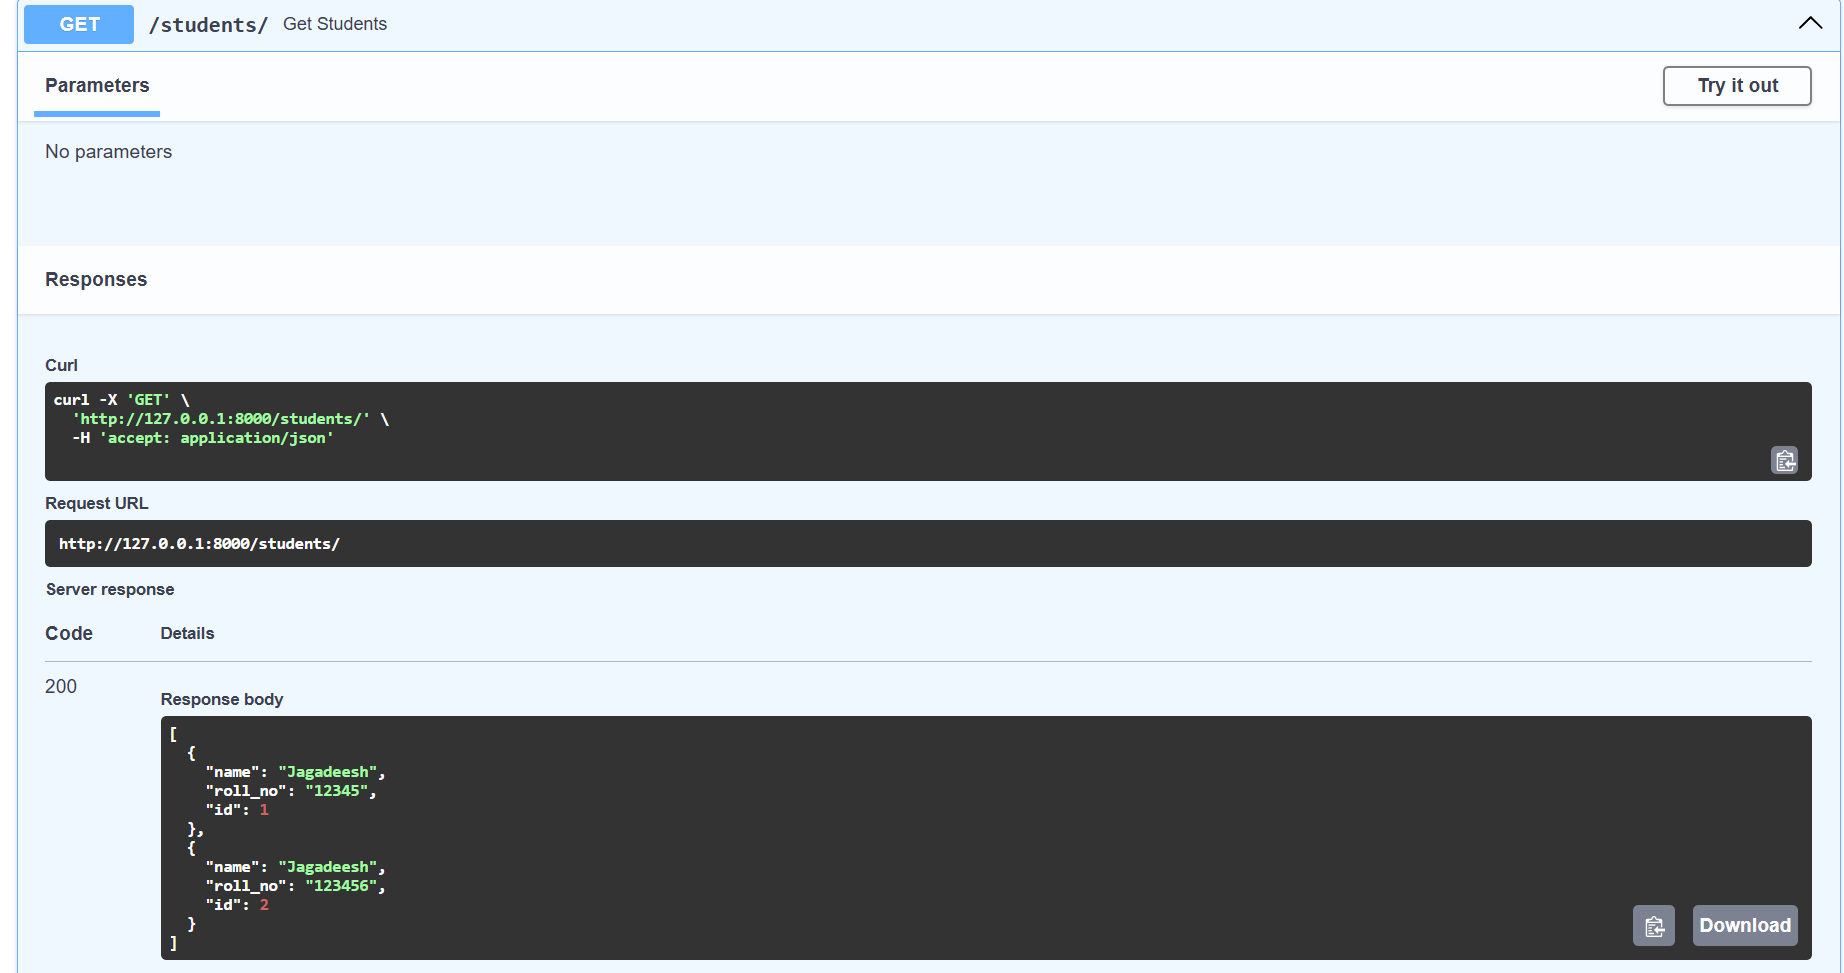 GET /students/ Get Students
Parameters
Try it out
No parameters
Responses
Curl
curl -X 'GET' \
  'http://127.0.0.1:8000/students/' \
  -H 'accept: application/json'
Request URL
http://127.0.0.1:8000/students/
Server response
Code Details
200
Response body
[
  {
    "name": "Jagadeesh",
    "roll_no": "12345",
    "id": 1
  },
  {
    "name": "Jagadeesh",
    "roll_no": "123456",
    "id": 2
  }
]
Download